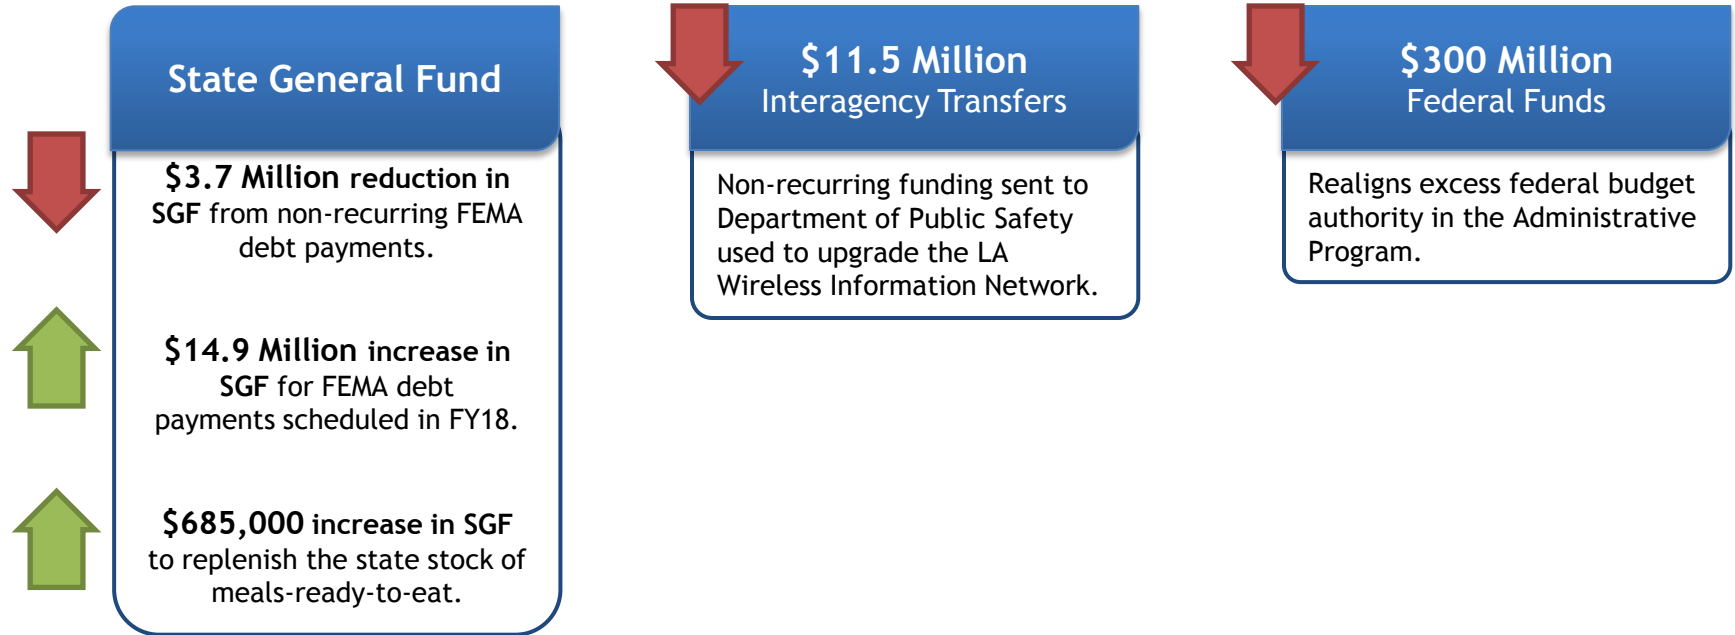 State General Fund
$3.7 Million reduction in
SGF from non-recurring FEMA
debt payments.
$14.9 Million increase in
SGF for FEMA debt
payments scheduled in FY18.
$685,000 increase in SGF
to replenish the state stock of
meals-ready-to-eat.
$11.5 Million
Interagency Transfers
Non-recurring funding sent to
Department of Public Safety
used to upgrade the LA
Wireless Information Network.
$300 Million
Federal Funds
Realigns excess federal budget
authority in the Administrative
Program.